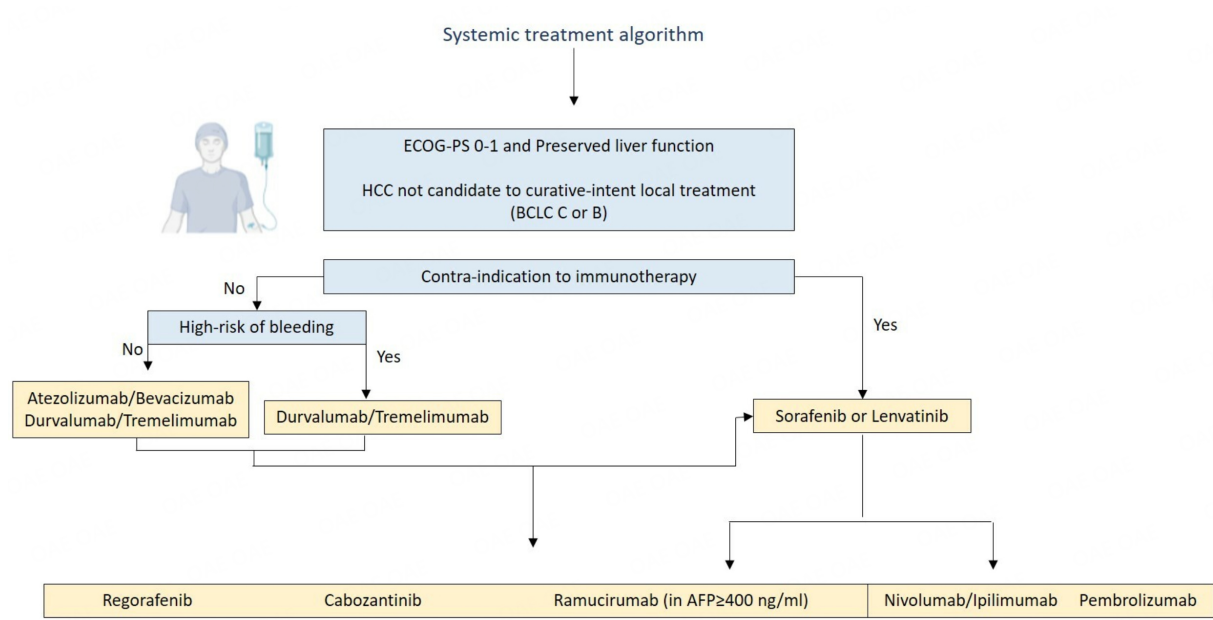 Systemic treatment algorithm
ECOG-PS 0-1 and Preserved liver function
HCC not candidate to curative-intent local treatment
(BCLC C or B)
Contra-indication to immunotherapy
No
Yes
High-risk of bleeding
No
Yes
Atezolizumab/Bevacizumab
Durvalumab/Tremelimumab
Durvalumab/Tremelimumab
Sorafenib or Lenvatinib
Regorafenib Cabozantinib Ramucirumab (in AFP≥400 ng/ml) Nivolumab/Ipilimumab Pembrolizumab